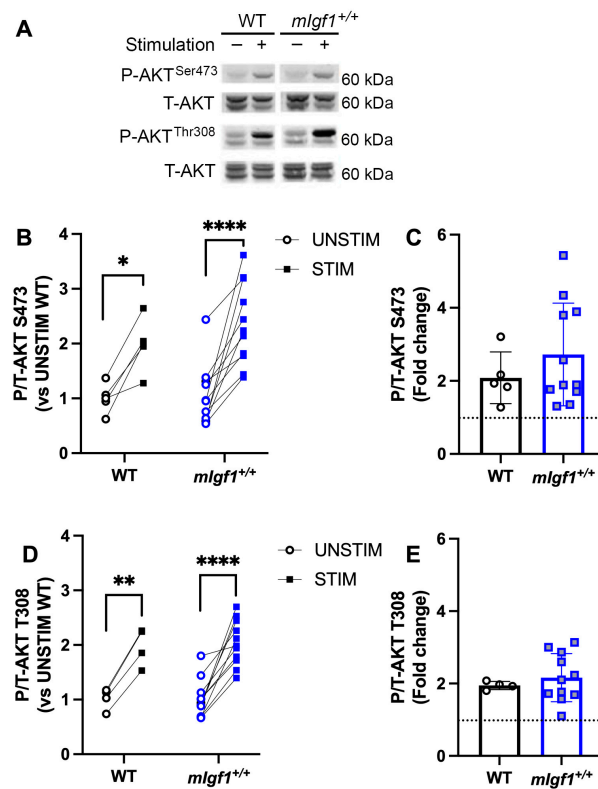 A
WT mIgf1+/+
Stimulation – + – +
P-AKTSer473 60 kDa
T-AKT 60 kDa
P-AKTThr308 60 kDa
T-AKT 60 kDa
B
P/T-AKT S473
(vs UNSTIM WT)
4
3
2
1
0
*
****
WT
mIgf1+/+
UNSTIM
STIM
C
P/T-AKT S473
(Fold change)
6
4
2
0
WT
mIgf1+/+
D
P/T-AKT T308
(vs UNSTIM WT)
4
3
2
1
0
**
****
WT
mIgf1+/+
UNSTIM
STIM
E
P/T-AKT T308
(Fold change)
6
4
2
0
WT
mIgf1+/+